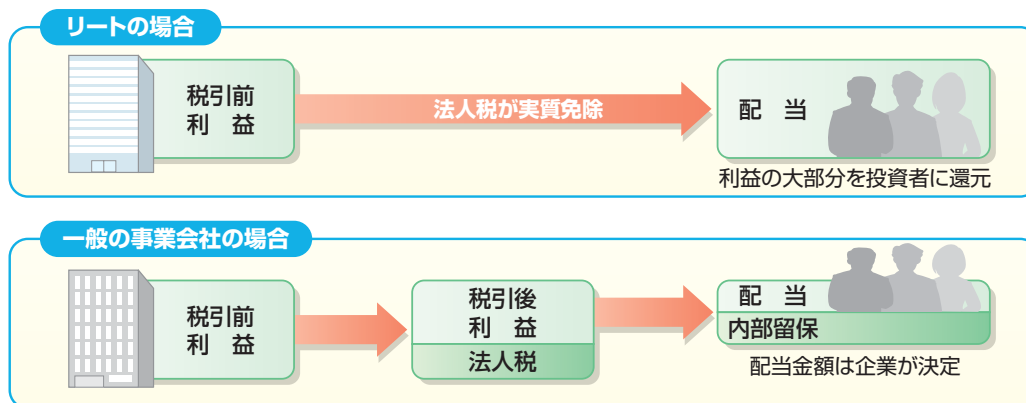 リートの場合
税引前
利　益
法人税が実質免除
配　当
利益の大部分を投資者に還元
一般の事業会社の場合
税引前
利　益
税引後
利　益
法人税
配　当
内部留保
配当金額は企業が決定